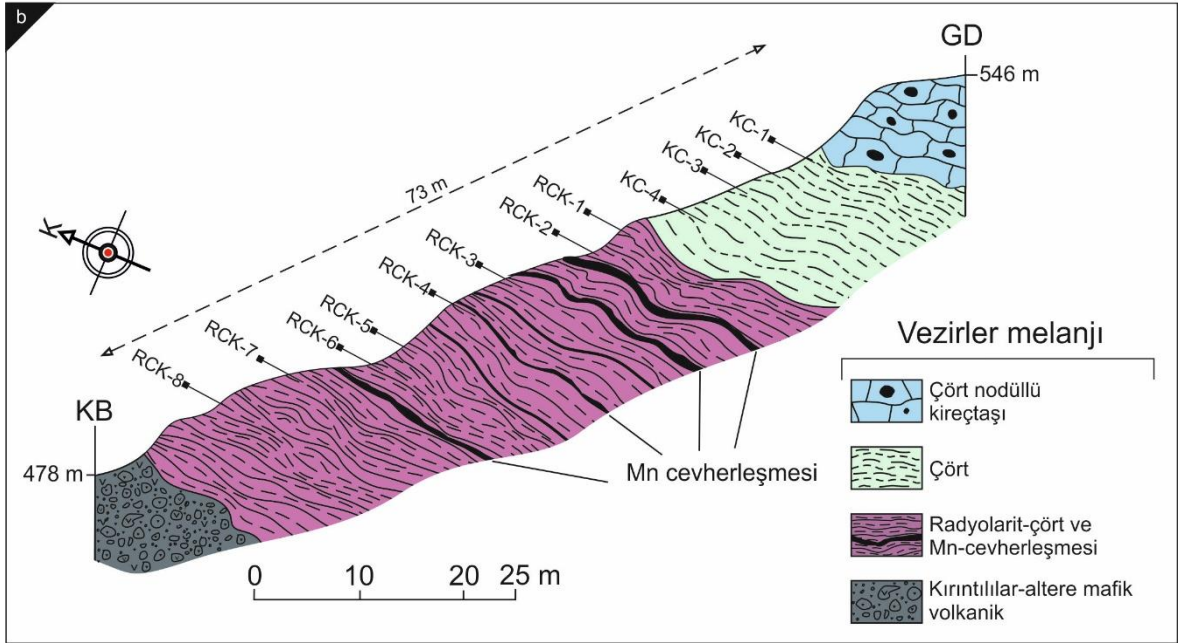 b
GD
546 m
KC-1
KC-2
KC-3
KC-4
73 m
RCK-1
RCK-2
RCK-3
RCK-4
RCK-5
RCK-6
RCK-7
RCK-8
K
KB
478 m
Mn cevherleşmesi
0 10 20 25 m
Vezirler melanjı
Çört nodüllü
kireçtaşı
Çört
Radyolarit-çört ve
Mn-cevherleşmesi
Kırıntılılar-altere mafik
volkanik